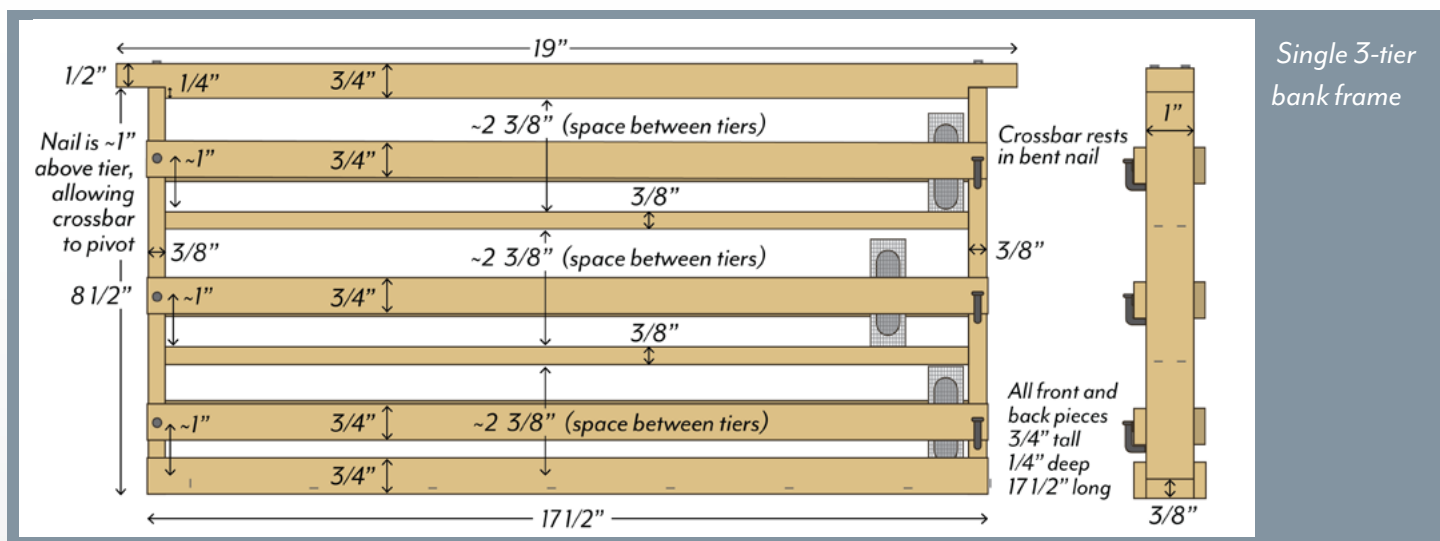 19”
1/2”
1/4”
3/4”
~2 3/8” (space between tiers)
Nail is ~1”
above tier,
allowing
crossbar
to pivot
~1”
3/4”
Crossbar rests
in bent nail
3/8”
3/8”
~2 3/8” (space between tiers)
3/8”
8 1/2”
~1”
3/4”
3/8”
~1”
3/4”
~2 3/8” (space between tiers)
3/4”
17 1/2”
All front and
back pieces
3/4” tall
1/4” deep
17 1/2” long
1”
3/8”
Single 3-tier
bank frame